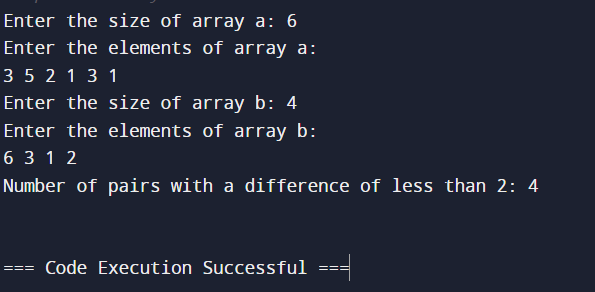 Enter the size of array a: 6
Enter the elements of array a:
3 5 2 1 3 1
Enter the size of array b: 4
Enter the elements of array b:
6 3 1 2
Number of pairs with a difference of less than 2: 4
=== Code Execution Successful ===